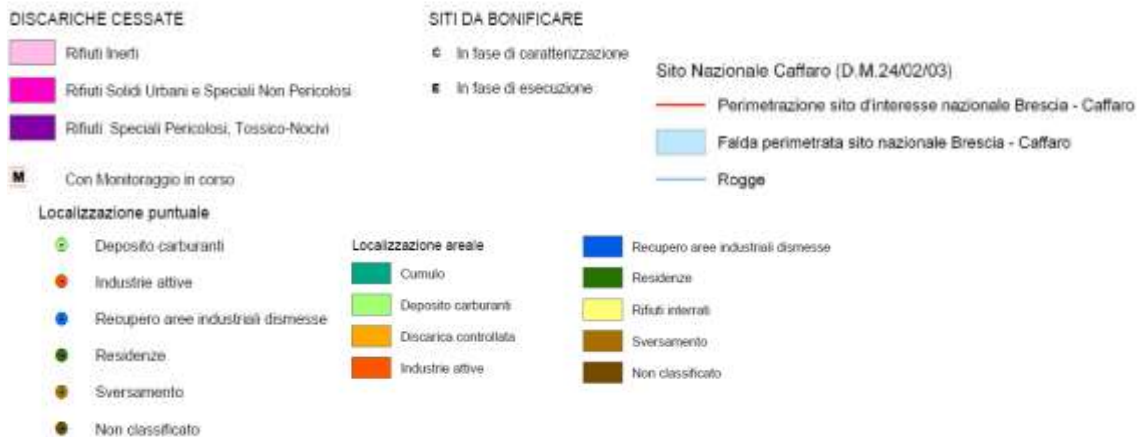 DISCARICHE CESSATE
Rifiuti Inerti
Rifiuti Solidi Urbani e Speciali Non Pericolosi
Rifiuti Speciali Pericolosi, Tossico-Nocivi
M Con Monitoraggio in corso
SITI DA BONIFICARE
C In fase di caratterizzazione
E In fase di esecuzione
Sito Nazionale Caffaro (D.M.24/02/03)
Perimetrazione sito d'interesse nazionale Brescia - Caffaro
Falda perimetrata sito nazionale Brescia - Caffaro
Rogge
Localizzazione puntuale
Deposito carburanti
Industrie attive
Recupero aree industriali dismesse
Residenze
Sversamento
Non classificato
Localizzazione areale
Cumulo
Deposito carburanti
Discarica controllata
Industrie attive
Recupero aree industriali dismesse
Residenze
Rifiuti interrati
Sversamento
Non classificato